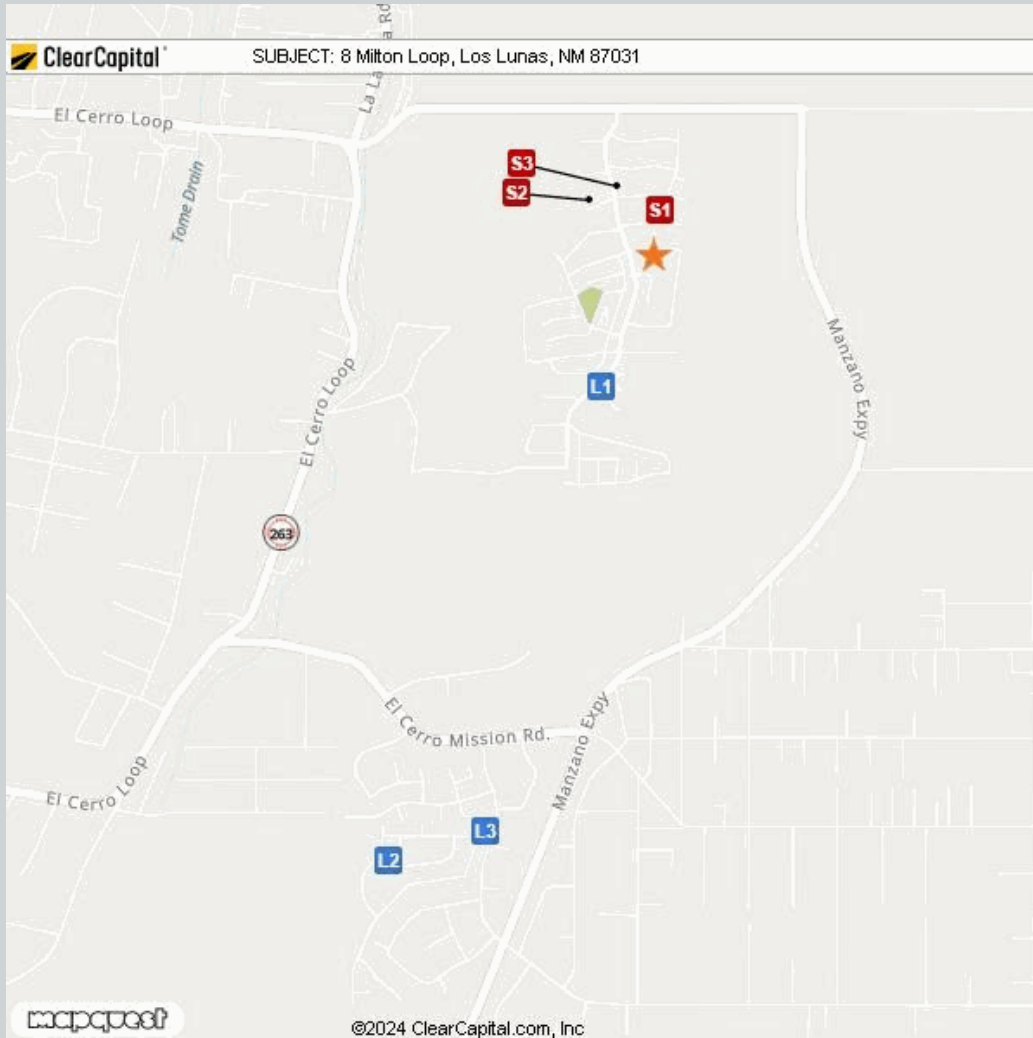 ClearCapital
SUBJECT: 8 Milton Loop, Los Lunas, NM 87031
El Cerro Loop
Tome Drain
S3
S2
S1
Manzano Expy
L1
El Cerro Loop
263
El Cerro Mission Rd.
Manzano Expy
El Cerro Loop
L3
L2
mapquest
©2024 ClearCapital.com, Inc